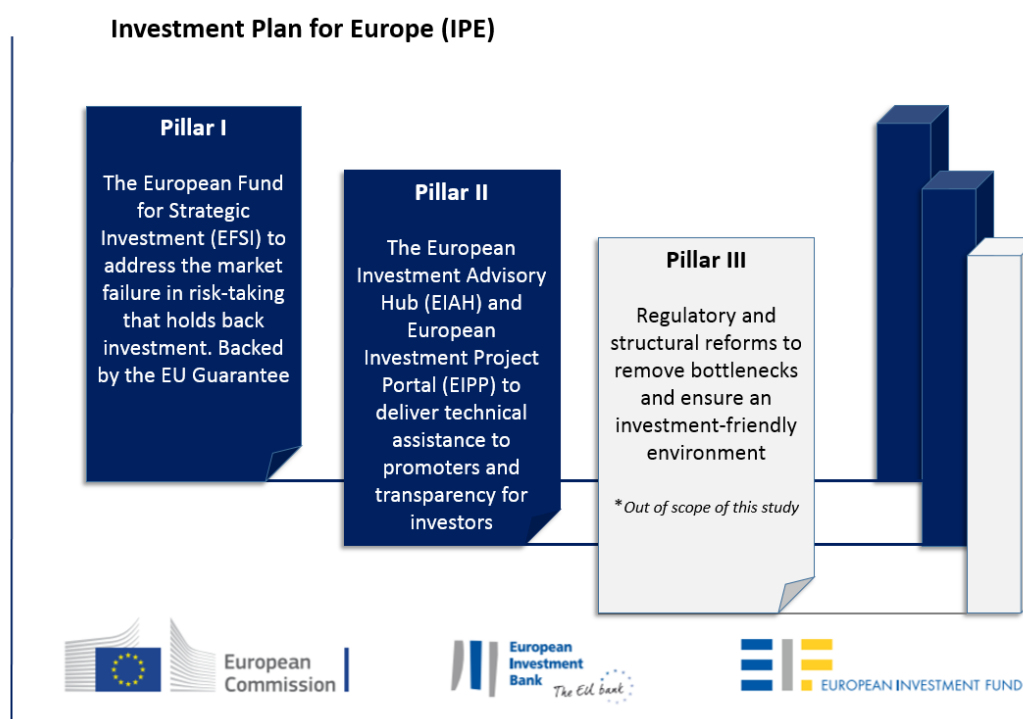 Investment Plan for Europe (IPE)
Pillar I
The European Fund
for Strategic
Investment (EFSI) to
address the market
failure in risk-taking
that holds back
investment. Backed
by the EU Guarantee
Pillar II
The European
Investment Advisory
Hub (EIAH) and
European
Investment Project
Portal (EIPP) to
deliver technical
assistance to
promoters and
transparency for
investors
Pillar III
Regulatory and
structural reforms to
remove bottlenecks
and ensure an
investment-friendly
environment
*Out of scope of this study
European
Commission
European
Investment
Bank
The EU bank
EIF
EUROPEAN INVESTMENT FUND